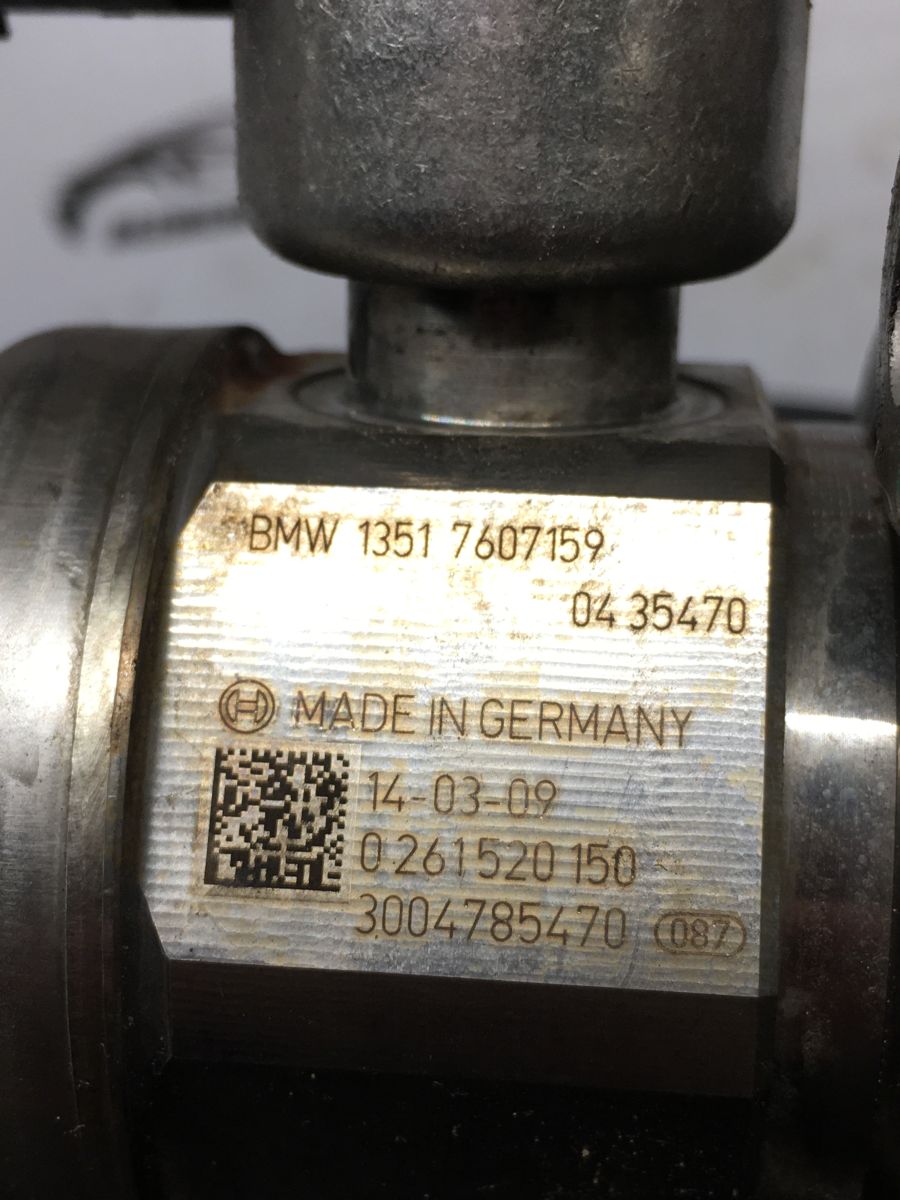 BMW 1351 7607159
04 35470
MADE IN GERMANY
14-03-09
0 261 520 150
3004785470 087